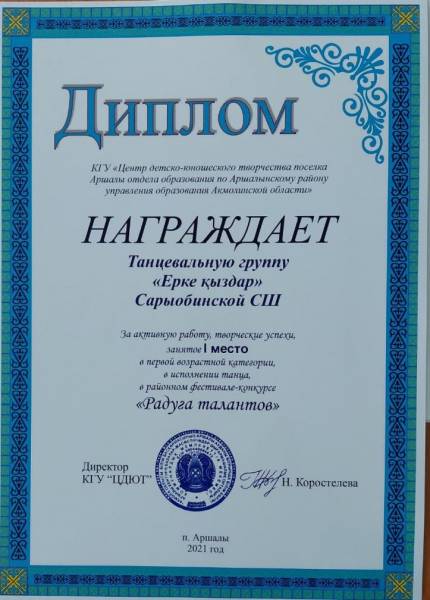 Диплом
КГУ «Центр детско-юношеского творчества поселка
Аршалы отдела образования по Аршалынскому району
управления образования Акмолинской области»
НАГРАЖДАЕТ
Танцевальную группу
«Ерке қыздар»
Сарыобинской СШ
За активную работу, творческие успехи,
занятое I место
в первой возрастной категории,
в исполнении танца,
в районном фестивале-конкурсе
«Радуга талантов»
Директор
КГУ "ЦДЮТ"
Н. Коростелева
п. Аршалы
2021 год